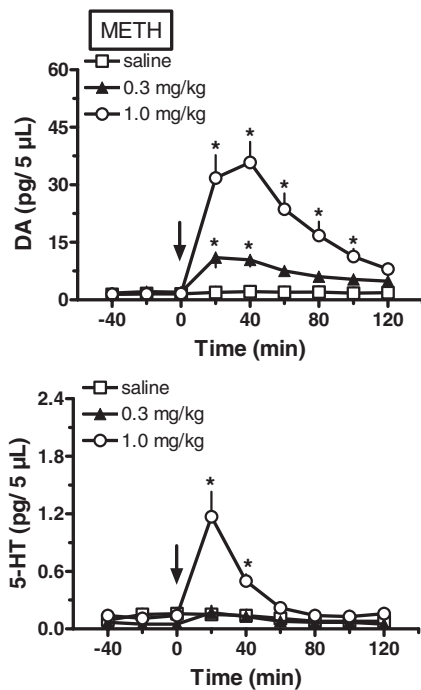 METH
saline
0.3 mg/kg
1.0 mg/kg
60
45
30
15
0
DA (pg/ 5 µL)
* *
*
*
*
* *
-40 0 40 80 120
Time (min)
saline
0.3 mg/kg
1.0 mg/kg
2.4
1.8
1.2
0.6
0.0
5-HT (pg/ 5 µL)
*
*
-40 0 40 80 120
Time (min)